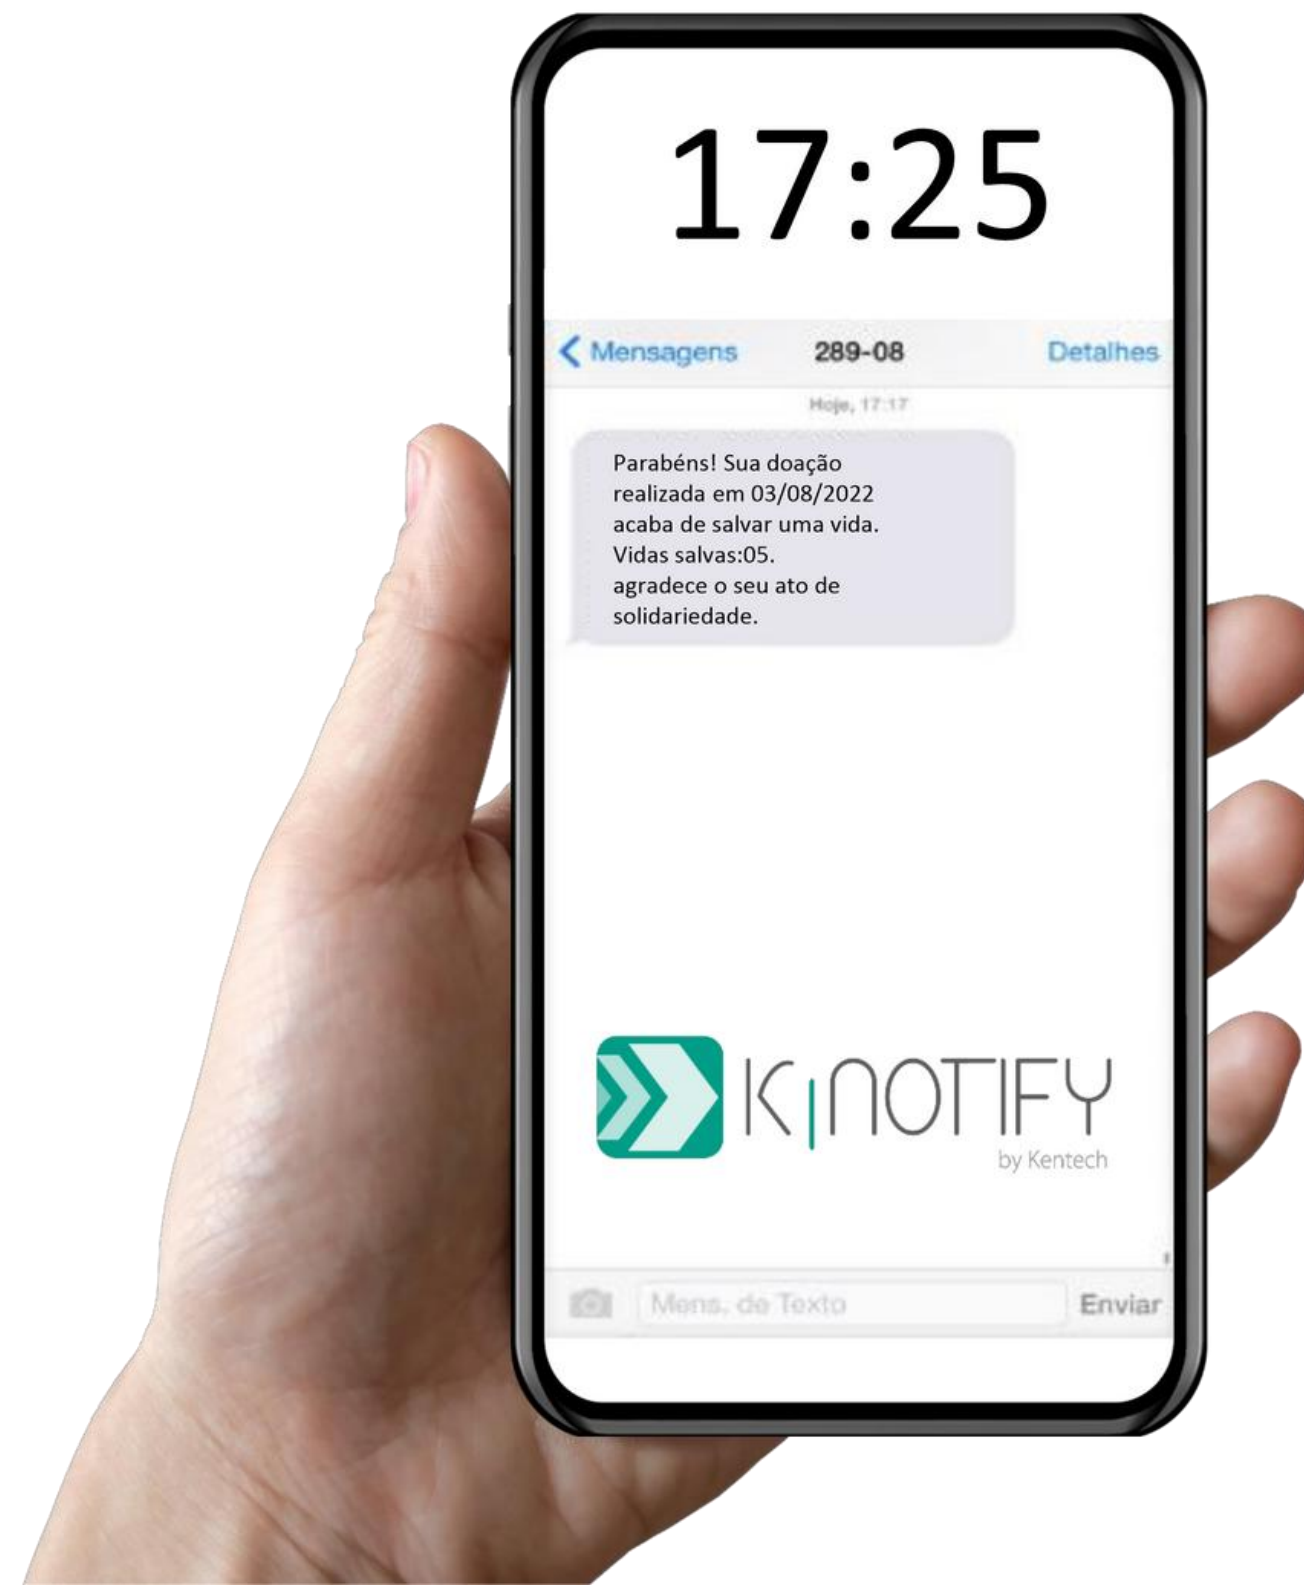 17:25
Mensagens 289-08 Detalhes
Hoje, 17:17
Parabéns! Sua doação
realizada em 03/08/2022
acaba de salvar uma vida.
Vidas salvas:05.
agradece o seu ato de
solidariedade.
K|NOTIFY
by Kentech
Mens. de Texto Enviar